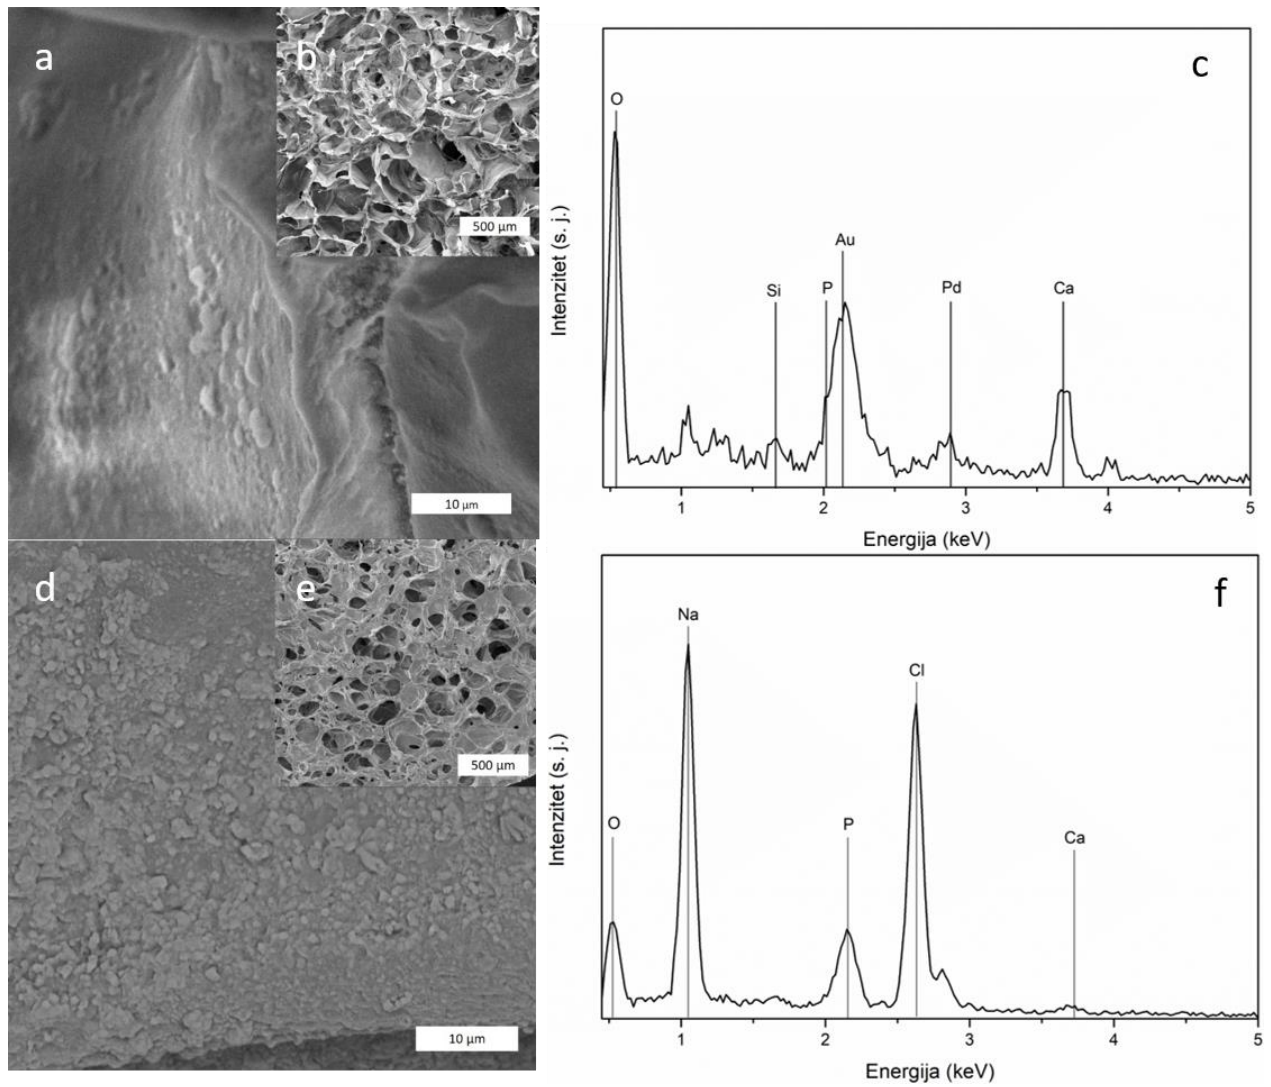 a
b
500 µm
10 µm
c
O
Si
P
Au
Pd
Ca
Intenzitet (s. j.)
1
2
3
4
5
Energija (keV)
d
e
500 µm
10 µm
f
O
Na
P
Cl
Ca
Intenzitet (s. j.)
1
2
3
4
5
Energija (keV)